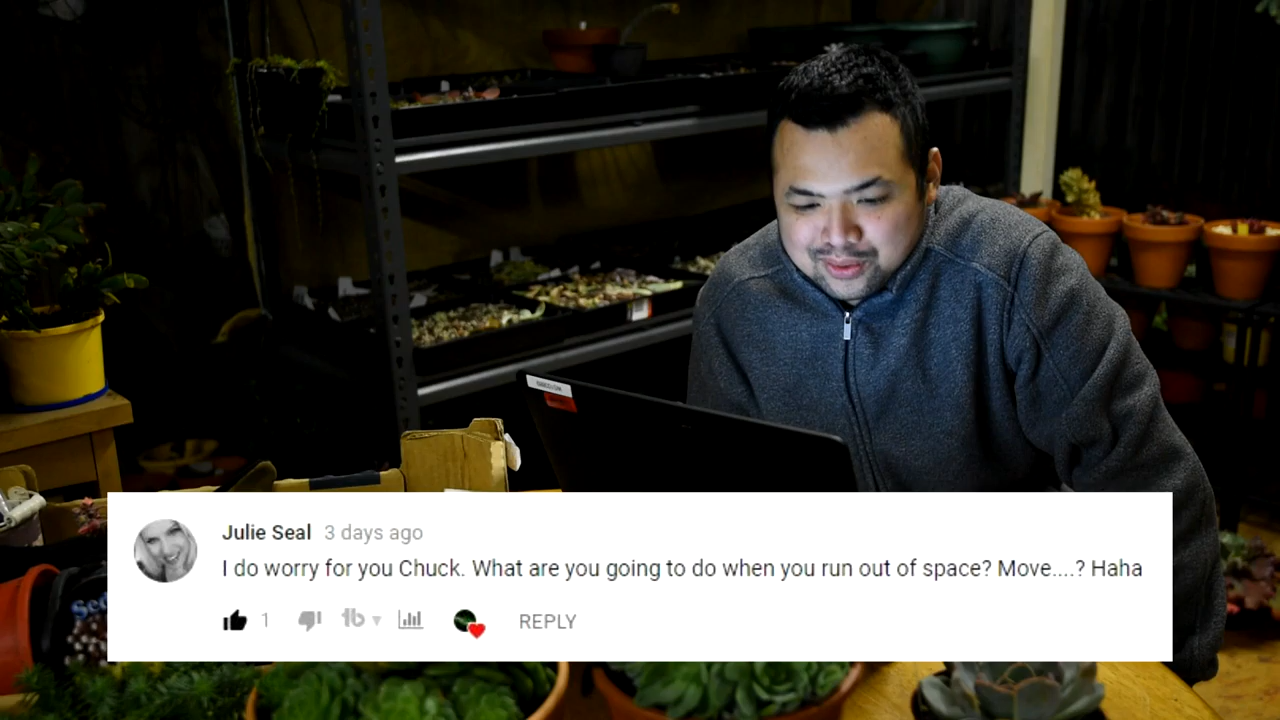 Julie Seal 3 days ago
I do worry for you Chuck. What are you going to do when you run out of space? Move....? Haha
1
REPLY